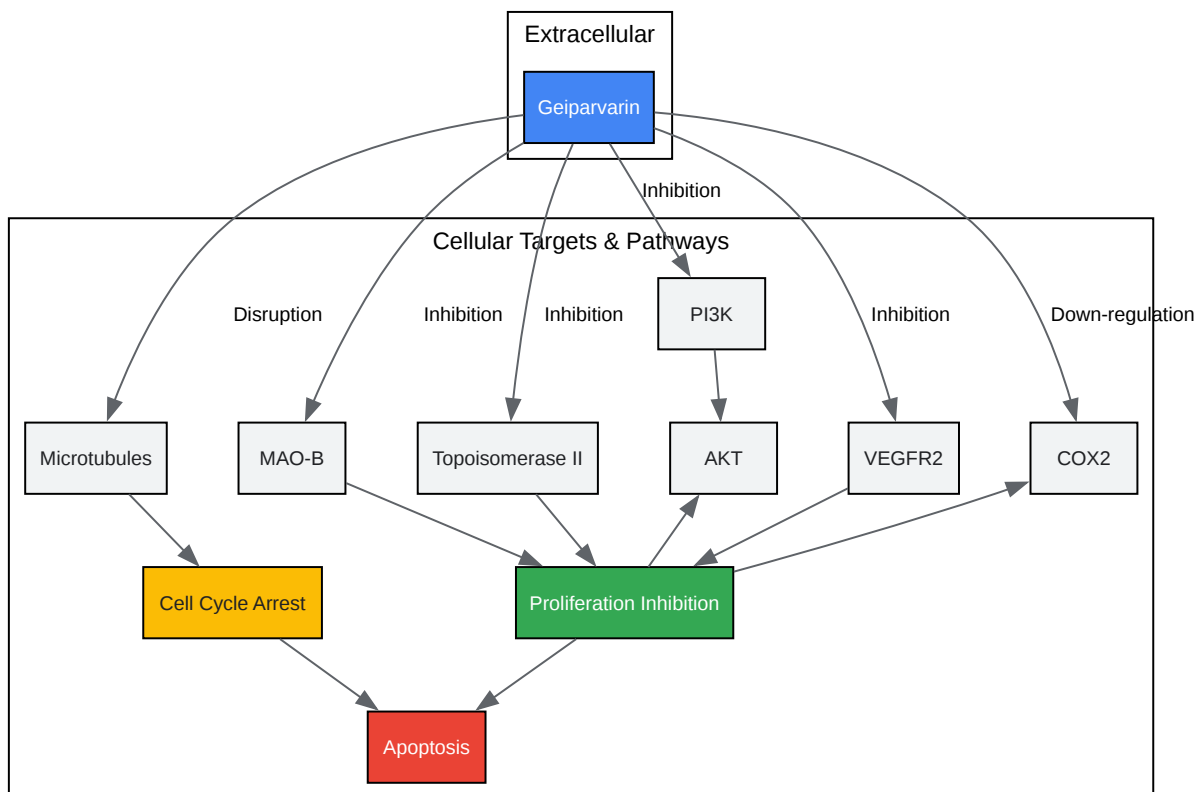 Extracellular
Geiparvarin
Inhibition
Cellular Targets & Pathways
Disruption
Inhibition
Inhibition
PI3K
Inhibition
Down-regulation
Microtubules
MAO-B
Topoisomerase II
AKT
VEGFR2
COX2
Cell Cycle Arrest
Proliferation Inhibition
Apoptosis